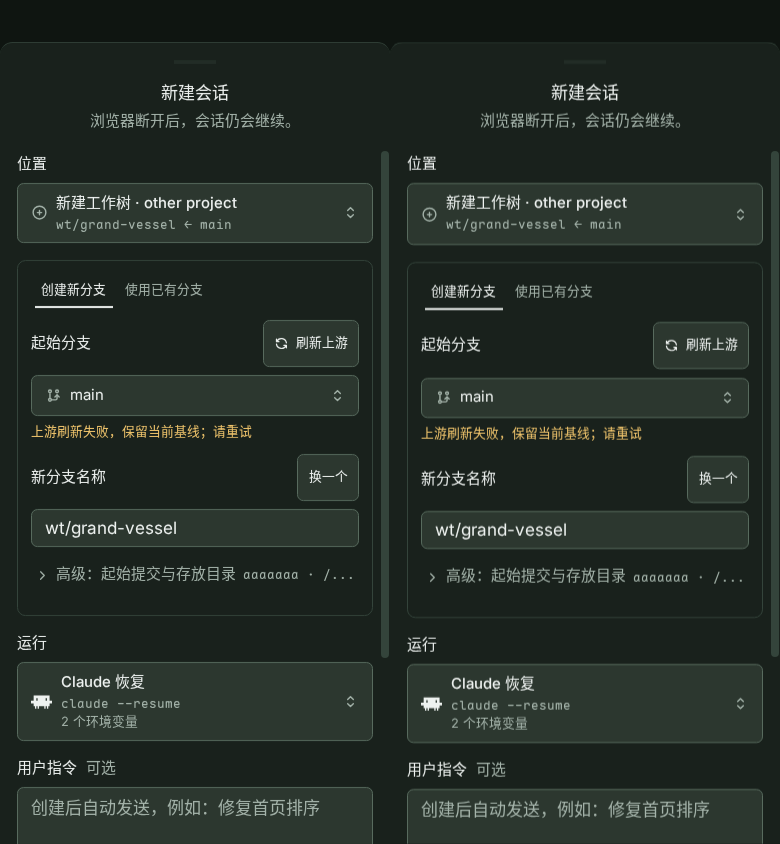 新建会话
浏览器断开后，会话仍会继续。
位置
新建工作树 · other project
wt/grand-vessel ← main
创建新分支 使用已有分支
起始分支 刷新上游
main
上游刷新失败，保留当前基线；请重试
新分支名称 换一个
wt/grand-vessel
高级：起始提交与存放目录 aaaaaaa · /...
运行
Claude 恢复
claude --resume
2 个环境变量
用户指令 可选
创建后自动发送，例如：修复首页排序
新建会话
浏览器断开后，会话仍会继续。
位置
新建工作树 · other project
wt/grand-vessel ← main
创建新分支 使用已有分支
起始分支 刷新上游
main
上游刷新失败，保留当前基线；请重试
新分支名称 换一个
wt/grand-vessel
高级：起始提交与存放目录 aaaaaaa · /...
运行
Claude 恢复
claude --resume
2 个环境变量
用户指令 可选
创建后自动发送，例如：修复首页排序